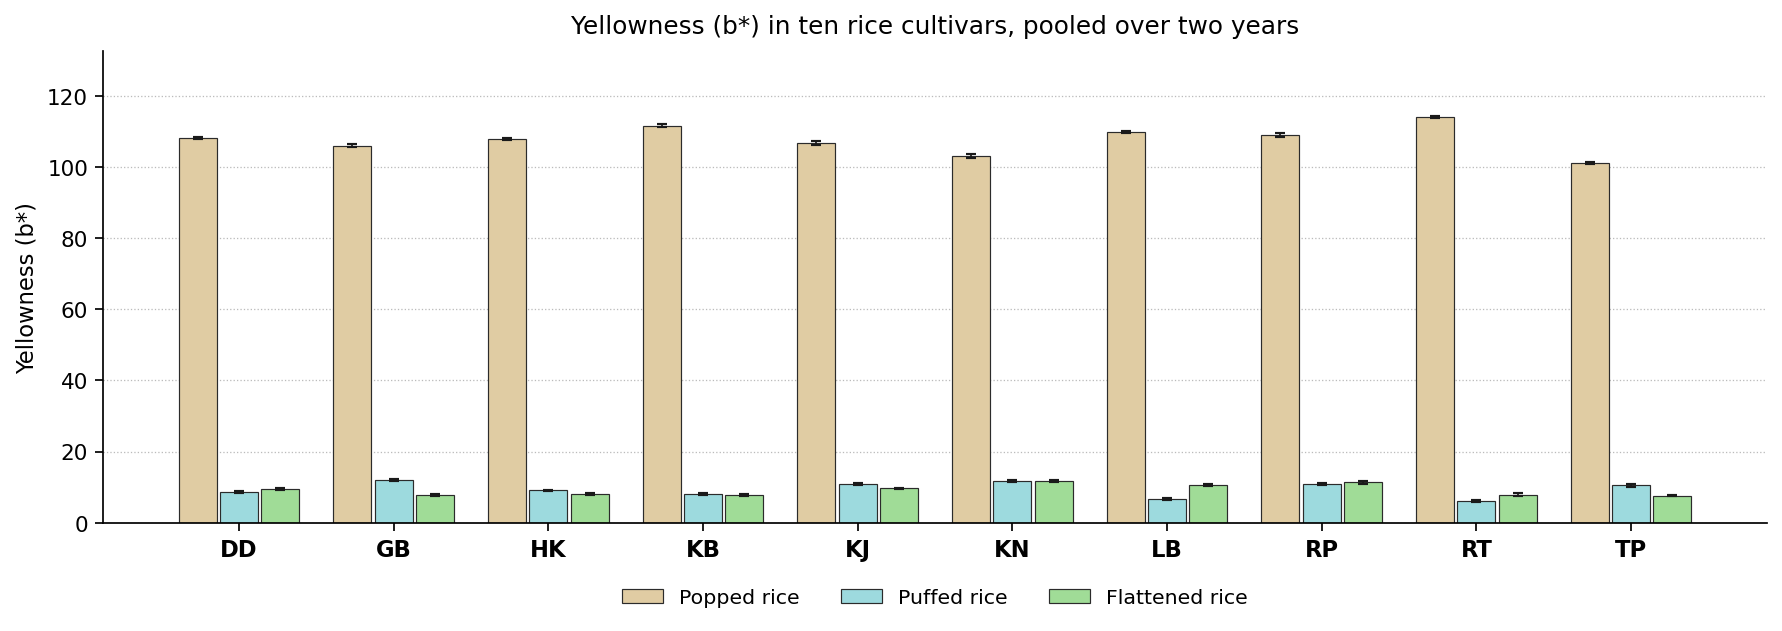 Yellowness (b*) in ten rice cultivars, pooled over two years
Yellowness (b*)
120
100
80
60
40
20
0
DD GB HK KB KJ KN LB RP RT TP
Popped rice Puffed rice Flattened rice